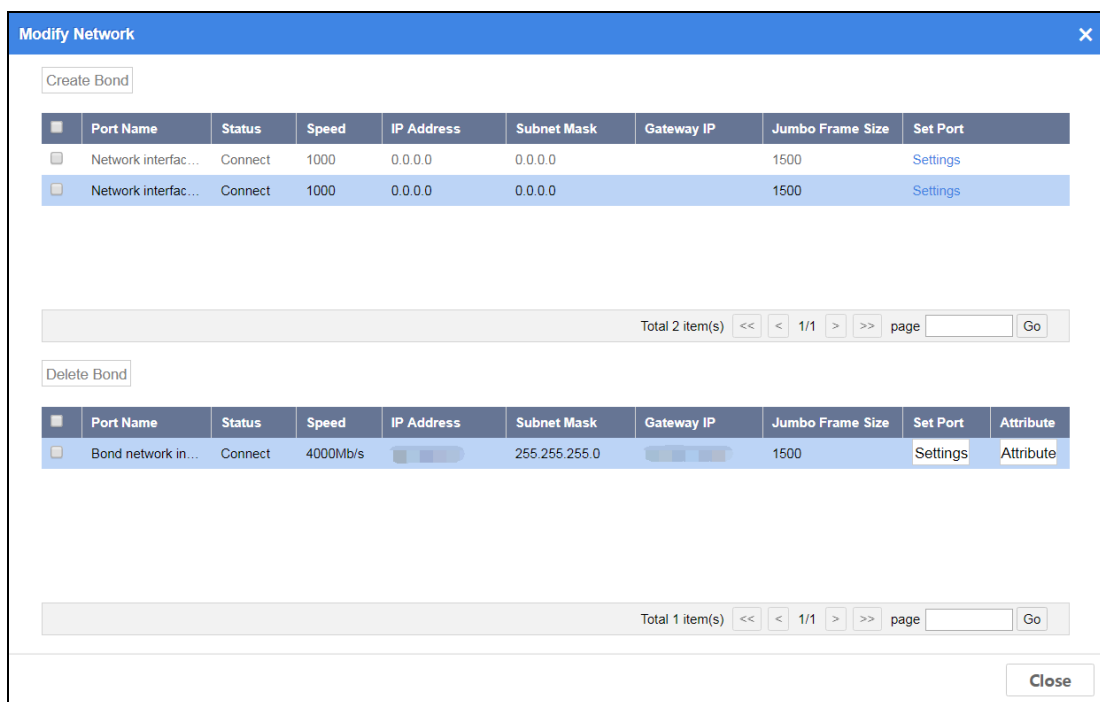 Modify Network ×
Create Bond
Port Name Status Speed IP Address Subnet Mask Gateway IP Jumbo Frame Size Set Port
Network interfac... Connect 1000 0.0.0.0 0.0.0.0 1500 Settings
Network interfac... Connect 1000 0.0.0.0 0.0.0.0 1500 Settings
Total 2 item(s) << < 1/1 > >> page Go
Delete Bond
Port Name Status Speed IP Address Subnet Mask Gateway IP Jumbo Frame Size Set Port Attribute
Bond network in... Connect 4000Mb/s 255.255.255.0 1500 Settings Attribute
Total 1 item(s) << < 1/1 > >> page Go
Close